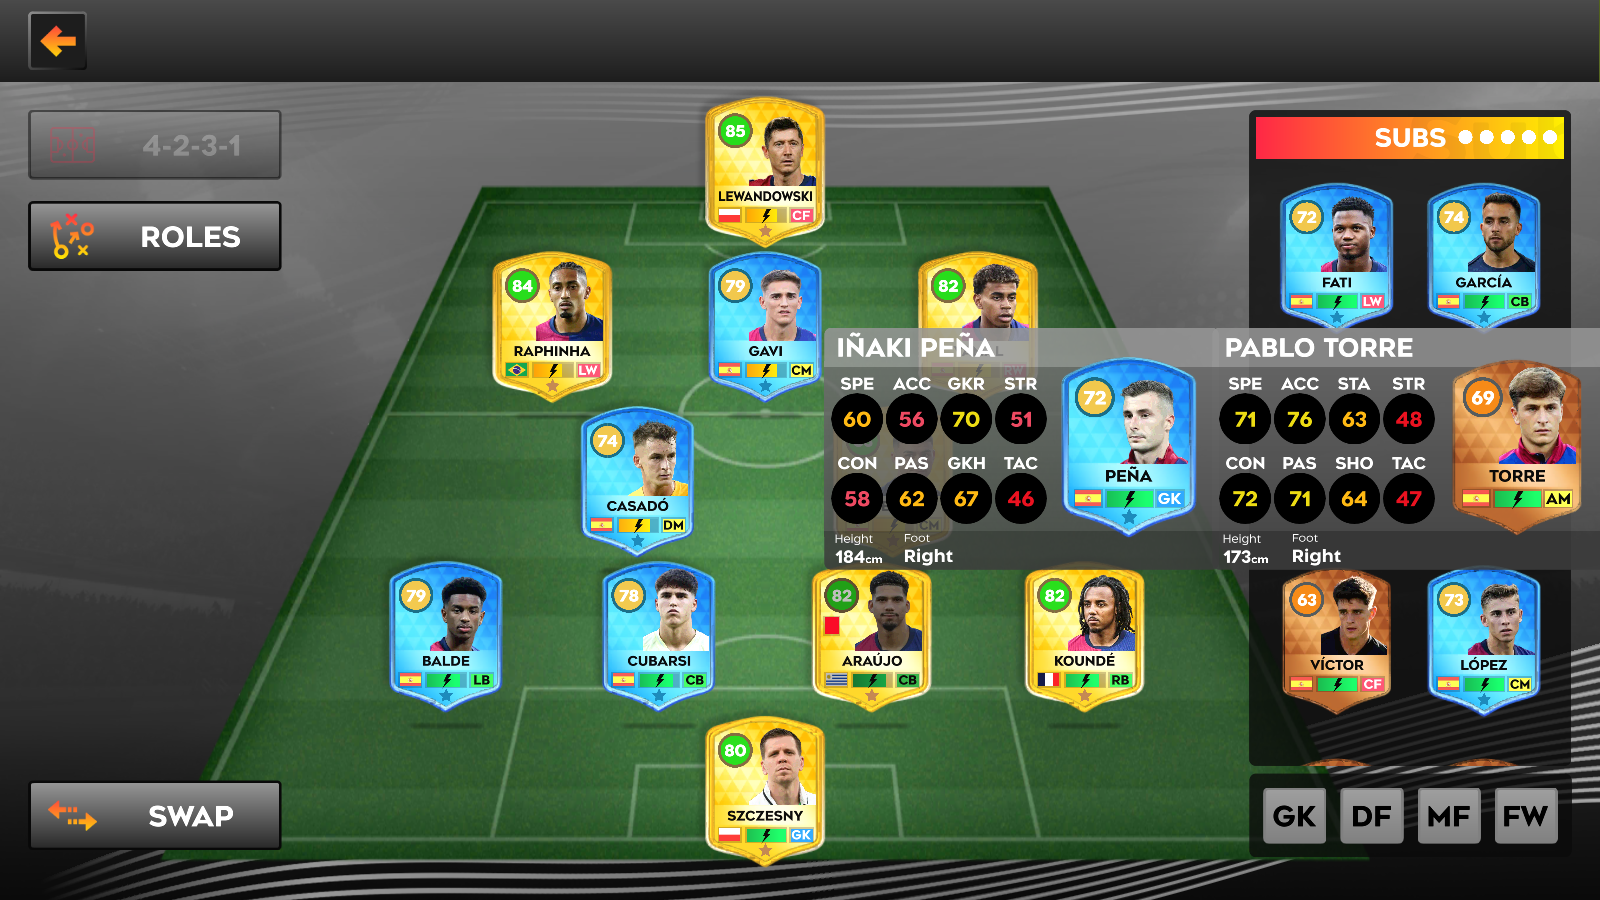 4-2-3-1
ROLES
SWAP
85
LEWANDOWSKI
CF
84
RAPHINHA
LW
79
GAVI
CM
82
RW
74
CASADÓ
DM
CM
79
BALDE
LB
78
CUBARSI
CB
82
ARAÚJO
CB
82
KOUNDÉ
RB
80
SZCZESNY
GK
SUBS
72
FATI
LW
74
GARCÍA
CB
IÑAKI PEÑA
SPE ACC GKR STR
60 56 70 51
CON PAS GKH TAC
58 62 67 46
Height Foot
184cm Right
72
PEÑA
GK
PABLO TORRE
SPE ACC STA STR
71 76 63 48
CON PAS SHO TAC
72 71 64 47
Height Foot
173cm Right
69
TORRE
AM
63
VÍCTOR
CF
73
LÓPEZ
CM
GK DF MF FW